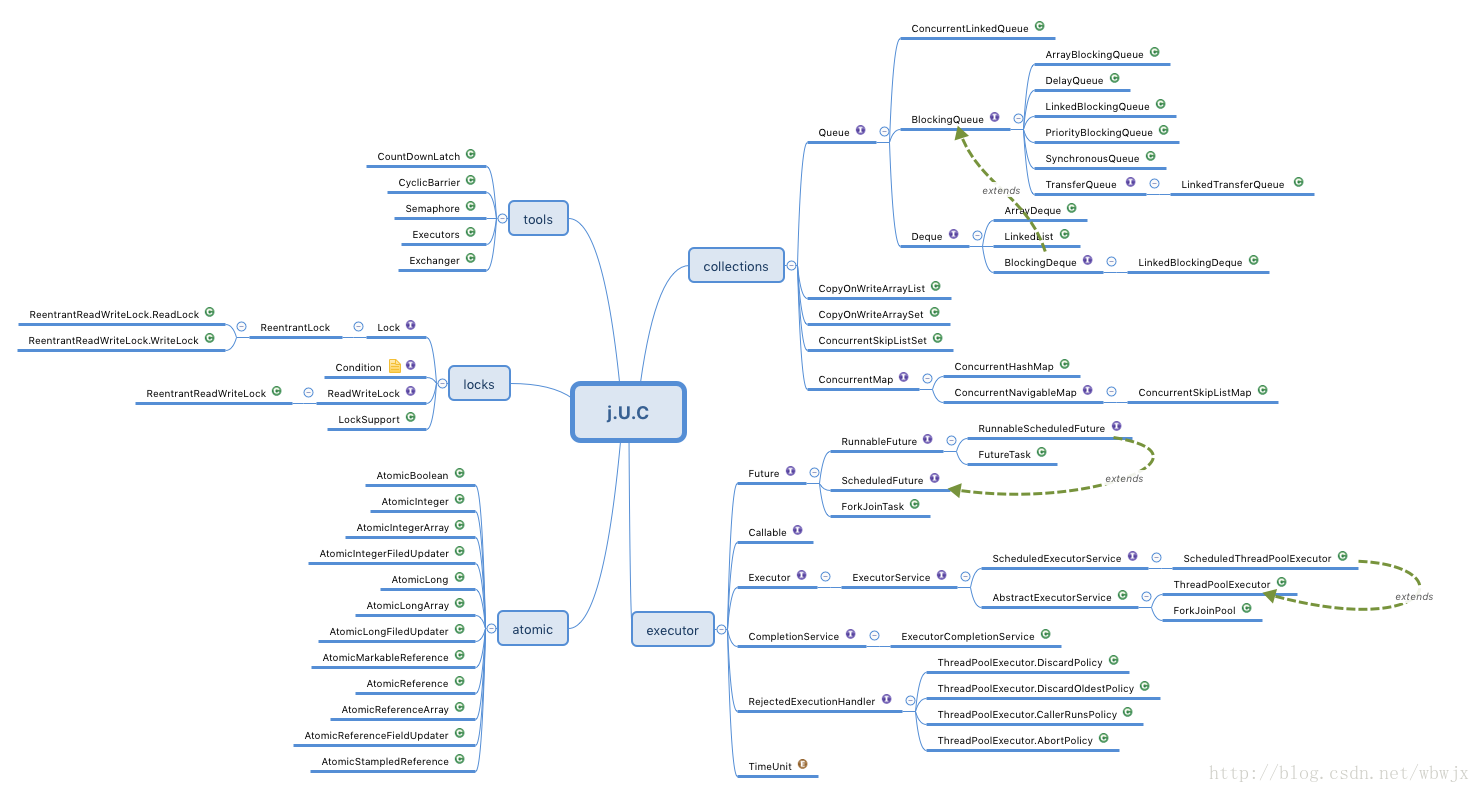 j.U.C
tools
CountDownLatch
CyclicBarrier
Semaphore
Executors
Exchanger
locks
Lock
ReentrantLock
ReentrantReadWriteLock.ReadLock
ReentrantReadWriteLock.WriteLock
Condition
ReadWriteLock
ReentrantReadWriteLock
LockSupport
atomic
AtomicBoolean
AtomicInteger
AtomicIntegerArray
AtomicIntegerFiledUpdater
AtomicLong
AtomicLongArray
AtomicLongFiledUpdater
AtomicMarkableReference
AtomicReference
AtomicReferenceArray
AtomicReferenceFieldUpdater
AtomicStampedReference
collections
Queue
ConcurrentLinkedQueue
BlockingQueue
ArrayBlockingQueue
DelayQueue
LinkedBlockingQueue
PriorityBlockingQueue
SynchronousQueue
TransferQueue
LinkedTransferQueue
extends
Deque
ArrayDeque
LinkedList
BlockingDeque
LinkedBlockingDeque
CopyOnWriteArrayList
CopyOnWriteArraySet
ConcurrentSkipListSet
ConcurrentMap
ConcurrentHashMap
ConcurrentNavigableMap
ConcurrentSkipListMap
executor
Future
RunnableFuture
RunnableScheduledFuture
FutureTask
ScheduledFuture
extends
ForkJoinTask
Callable
Executor
ExecutorService
ScheduledExecutorService
ScheduledThreadPoolExecutor
AbstractExecutorService
ThreadPoolExecutor
extends
ForkJoinPool
CompletionService
ExecutorCompletionService
RejectedExecutionHandler
ThreadPoolExecutor.DiscardPolicy
ThreadPoolExecutor.DiscardOldestPolicy
ThreadPoolExecutor.CallerRunsPolicy
ThreadPoolExecutor.AbortPolicy
TimeUnit
http://blog.csdn.net/wbwjx